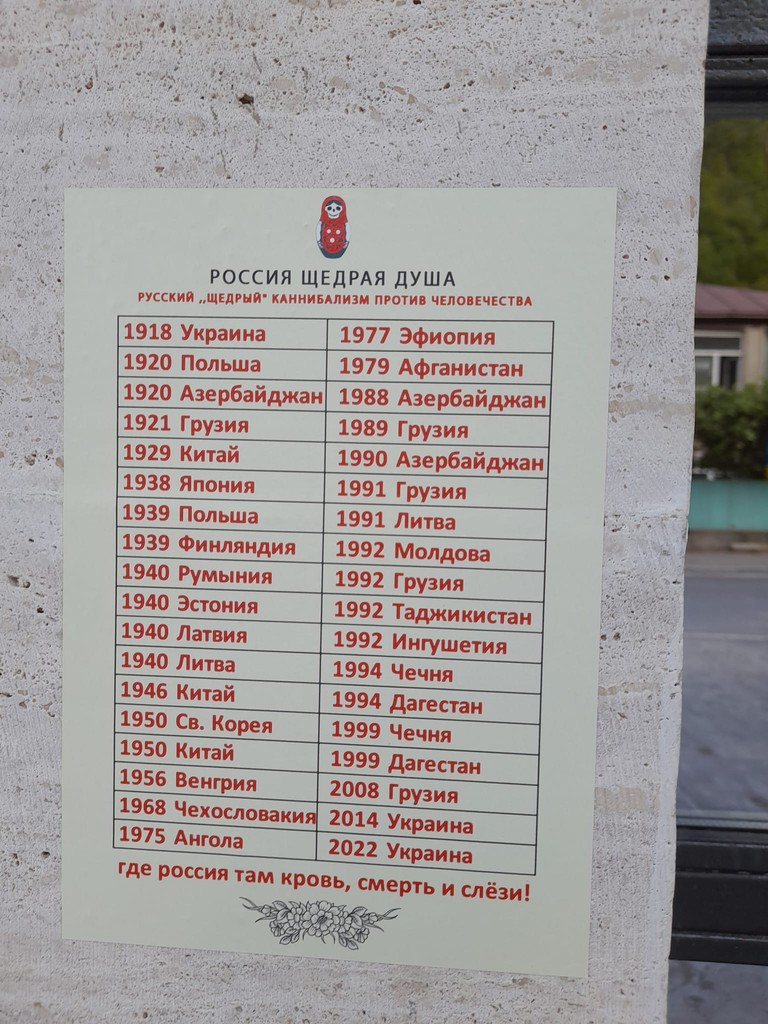 РОССИЯ ЩЕДРАЯ ДУША
РУССКИЙ ,,ЩЕДРЫЙ" КАННИБАЛИЗМ ПРОТИВ ЧЕЛОВЕЧЕСТВА
1918 Украина
1920 Польша
1920 Азербайджан
1921 Грузия
1929 Китай
1938 Япония
1939 Польша
1939 Финляндия
1940 Румыния
1940 Эстония
1940 Латвия
1940 Литва
1946 Китай
1950 Св. Корея
1950 Китай
1956 Венгрия
1968 Чехословакия
1975 Ангола
1977 Эфиопия
1979 Афганистан
1988 Азербайджан
1989 Грузия
1990 Азербайджан
1991 Грузия
1991 Литва
1992 Молдова
1992 Грузия
1992 Таджикистан
1992 Ингушетия
1994 Чечня
1994 Дагестан
1999 Чечня
1999 Дагестан
2008 Грузия
2014 Украина
2022 Украина
где россия там кровь, смерть и слёзи!